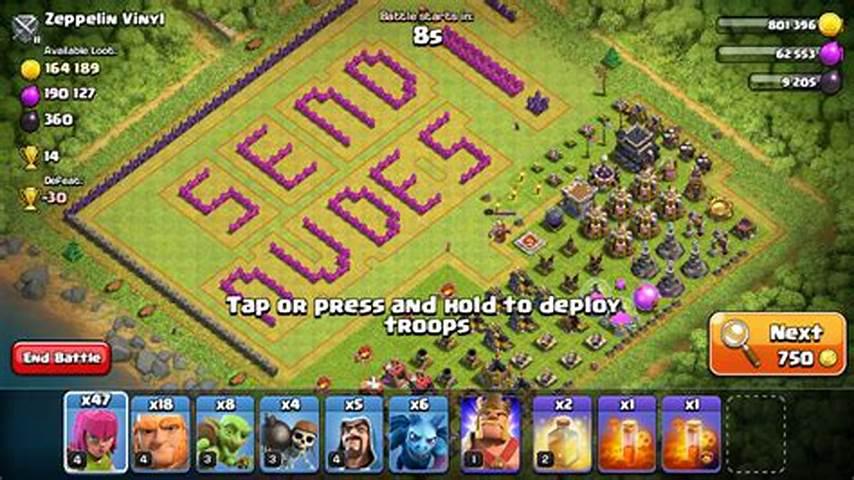 Zeppelin Vinyl
Available Loot:
164 189
190 127
360
14
Defeat:
-30
Battle starts in:
8s
801 396
62 553
9 205
SEND
NUDES
Tap or press and hold to deploy
troops
End Battle
Next
750
x47
x18
x8
x4
x5
x6
x2
x1
x1
4
4
3
3
4
4
1
2
1